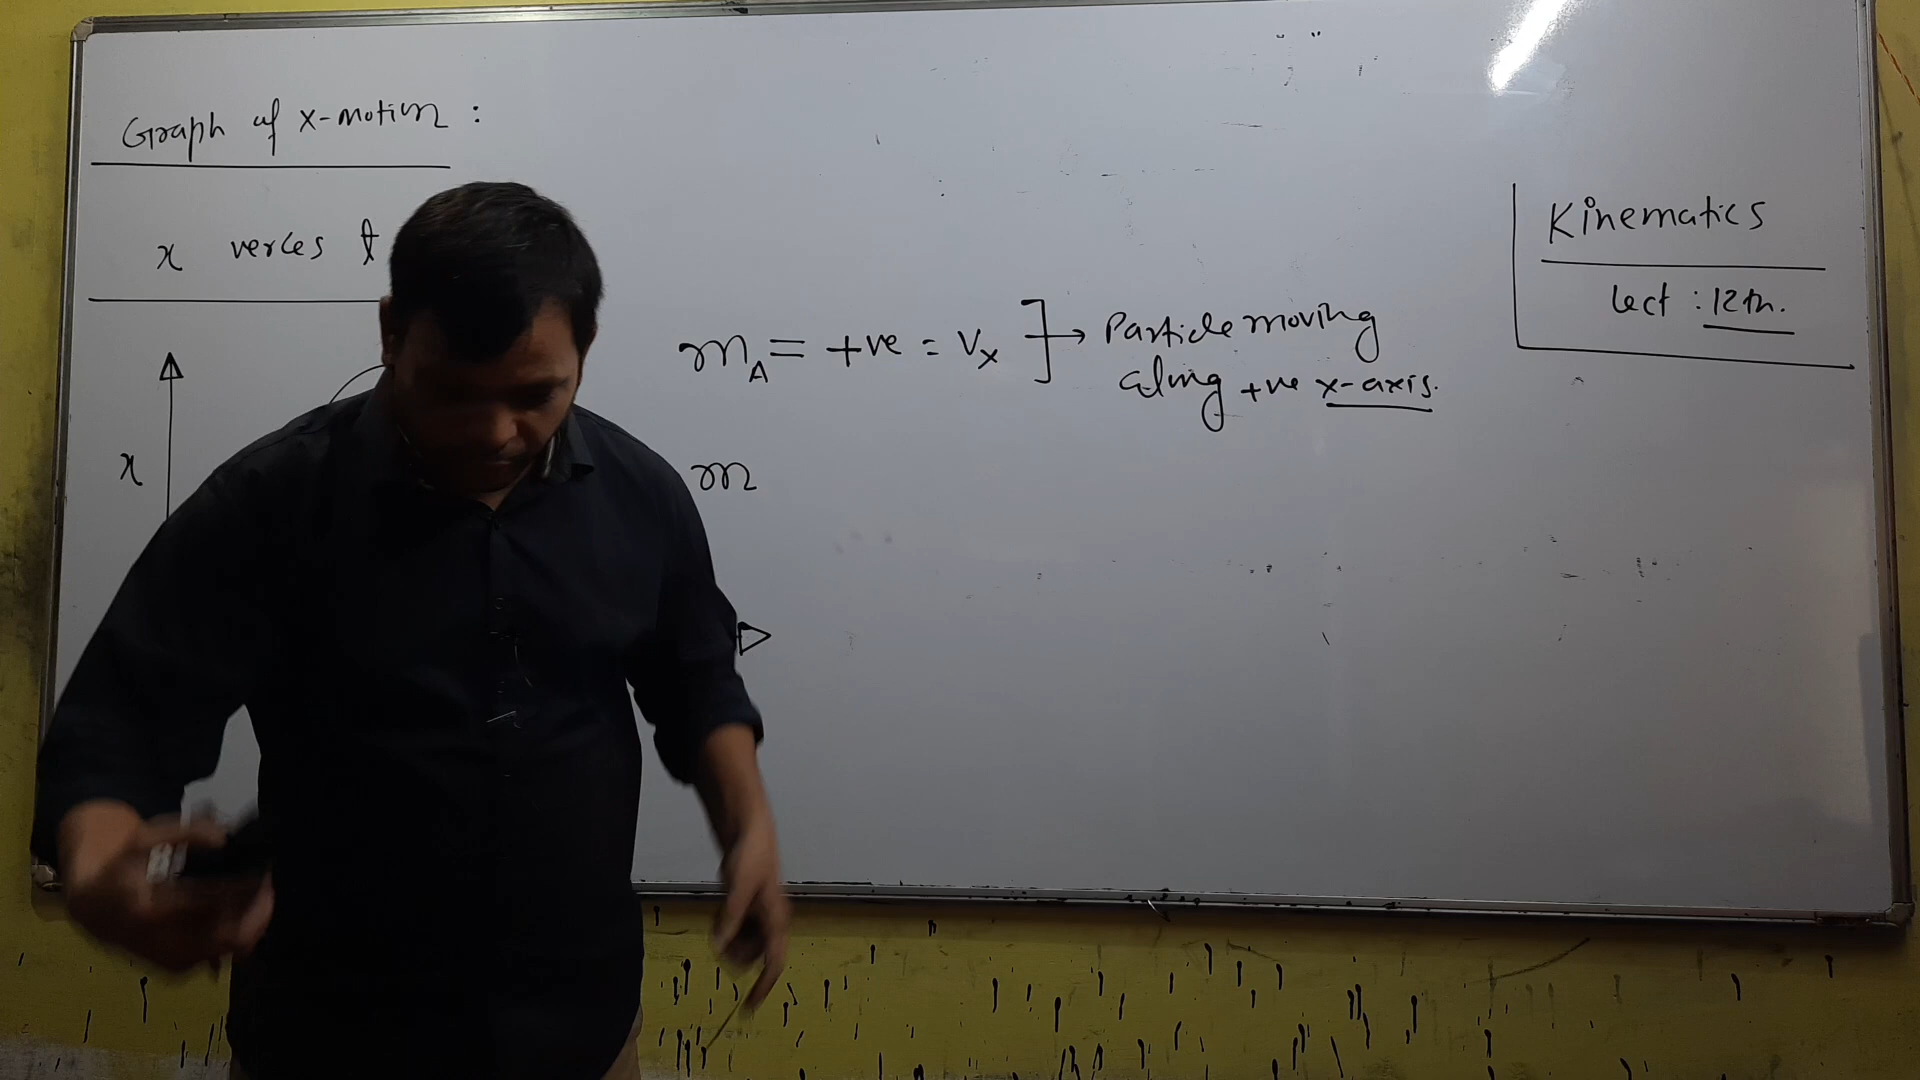 Graph of x-motion :
x verces t
x
m_A = +ve = v_x ] → Particle moving
along +ve x-axis.
m
Kinematics
Lect : 12th.